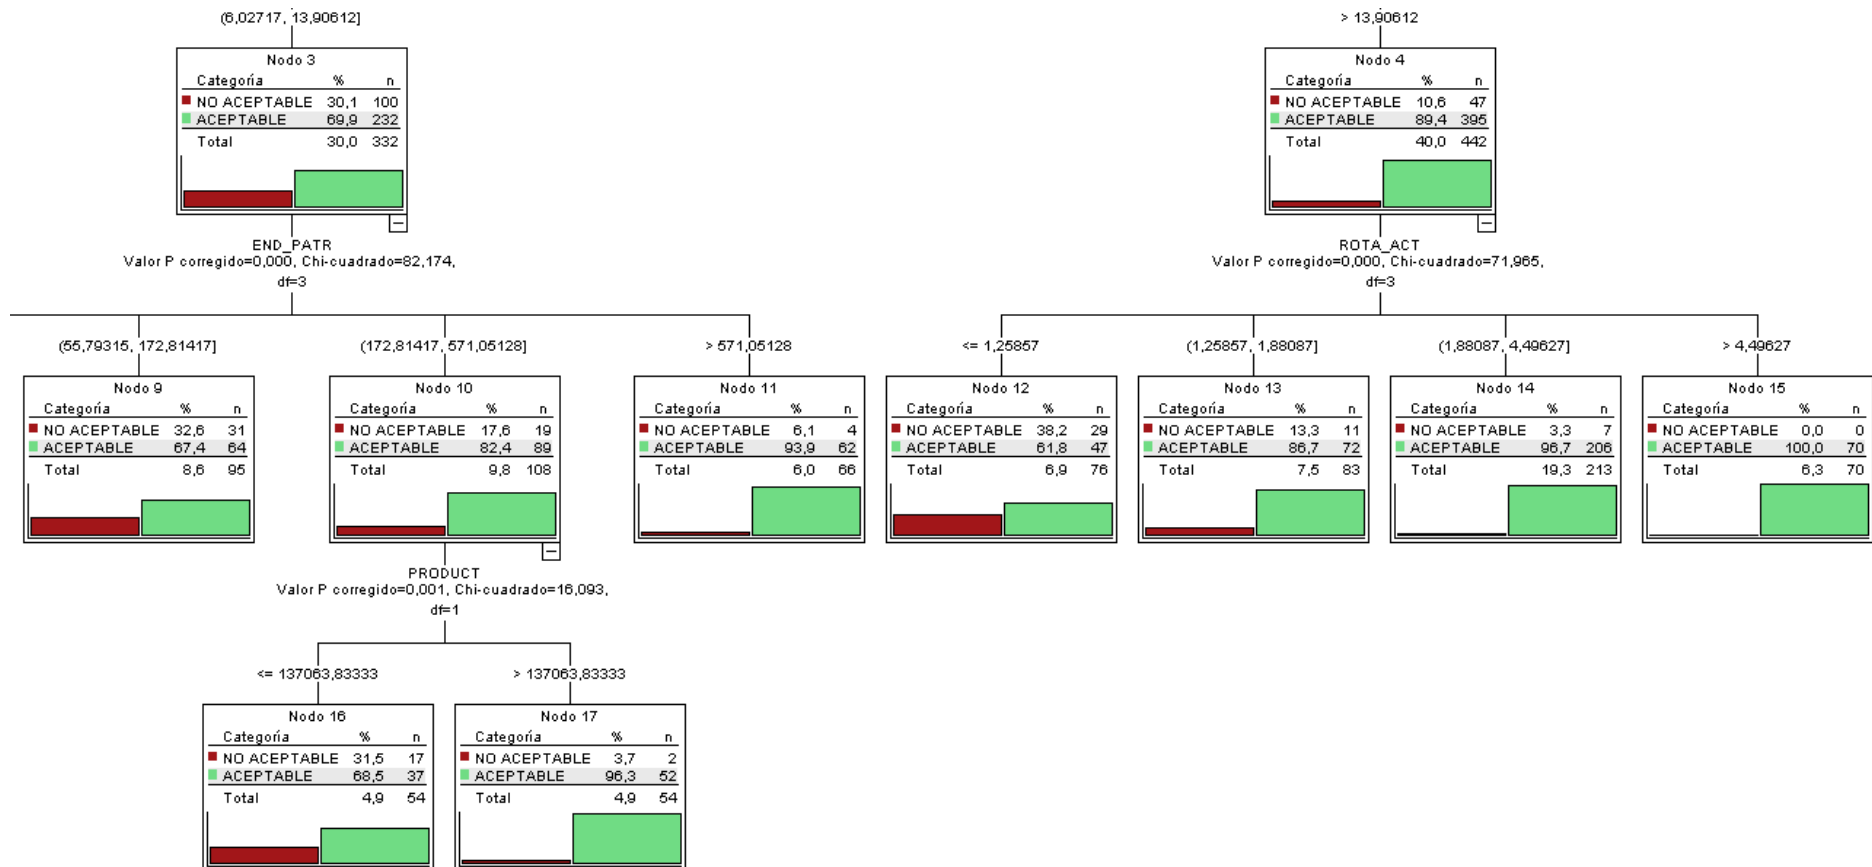 (6,02717, 13,90612]
Nodo 3
Categoría % n
NO ACEPTABLE 30,1 100
ACEPTABLE 69,9 232
Total 30,0 332
END_PATR
Valor P corregido=0,000, Chi-cuadrado=82,174,
df=3
> 13,90612
Nodo 4
Categoría % n
NO ACEPTABLE 10,6 47
ACEPTABLE 89,4 395
Total 40,0 442
ROTA_ACT
Valor P corregido=0,000, Chi-cuadrado=71,965,
df=3
(55,79315, 172,81417]
Nodo 9
Categoría % n
NO ACEPTABLE 32,6 31
ACEPTABLE 67,4 64
Total 8,6 95
(172,81417, 571,05128]
Nodo 10
Categoría % n
NO ACEPTABLE 17,6 19
ACEPTABLE 82,4 89
Total 9,8 108
> 571,05128
Nodo 11
Categoría % n
NO ACEPTABLE 6,1 4
ACEPTABLE 93,9 62
Total 6,0 66
<= 1,25857
Nodo 12
Categoría % n
NO ACEPTABLE 38,2 29
ACEPTABLE 61,8 47
Total 6,9 76
(1,25857, 1,88087]
Nodo 13
Categoría % n
NO ACEPTABLE 13,3 11
ACEPTABLE 86,7 72
Total 7,5 83
(1,88087, 4,49627]
Nodo 14
Categoría % n
NO ACEPTABLE 3,3 7
ACEPTABLE 96,7 206
Total 19,3 213
> 4,49627
Nodo 15
Categoría % n
NO ACEPTABLE 0,0 0
ACEPTABLE 100,0 70
Total 6,3 70
PRODUCT
Valor P corregido=0,001, Chi-cuadrado=16,093,
df=1
<= 137063,83333
Nodo 16
Categoría % n
NO ACEPTABLE 31,5 17
ACEPTABLE 68,5 37
Total 4,9 54
> 137063,83333
Nodo 17
Categoría % n
NO ACEPTABLE 3,7 2
ACEPTABLE 96,3 52
Total 4,9 54